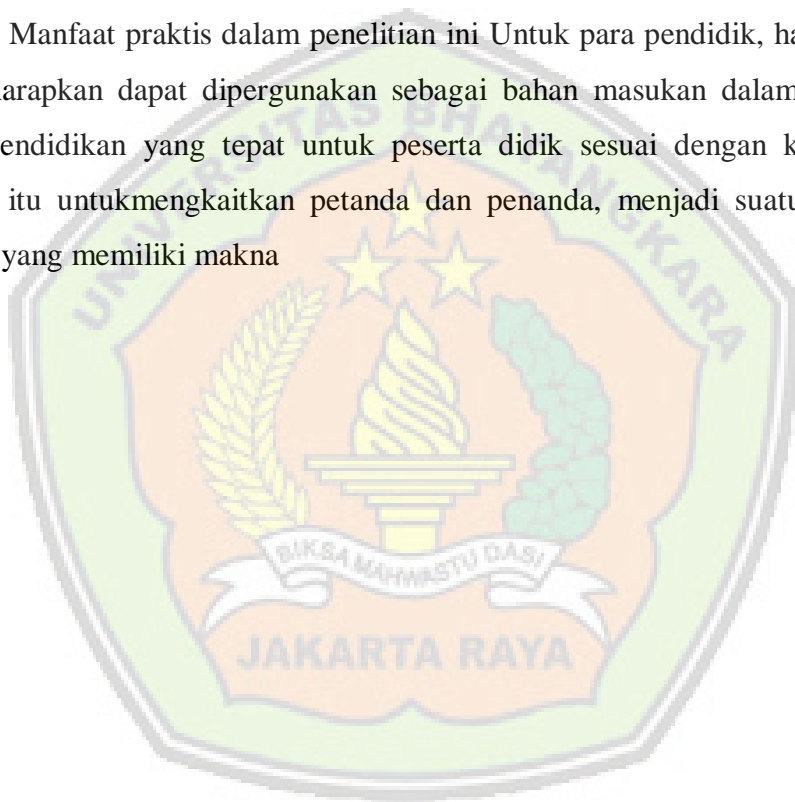 Manfaat praktis dalam penelitian ini Untuk para pendidik, ha
arapkan dapat dipergunakan sebagai bahan masukan dalam
endidikan yang tepat untuk peserta didik sesuai dengan k
itu untukmengkaitkan petanda dan penanda, menjadi suatu
yang memiliki makna
UNIVERSITAS BHAYANGKARA
BIKSA MAHWASTU DASI
JAKARTA RAYA